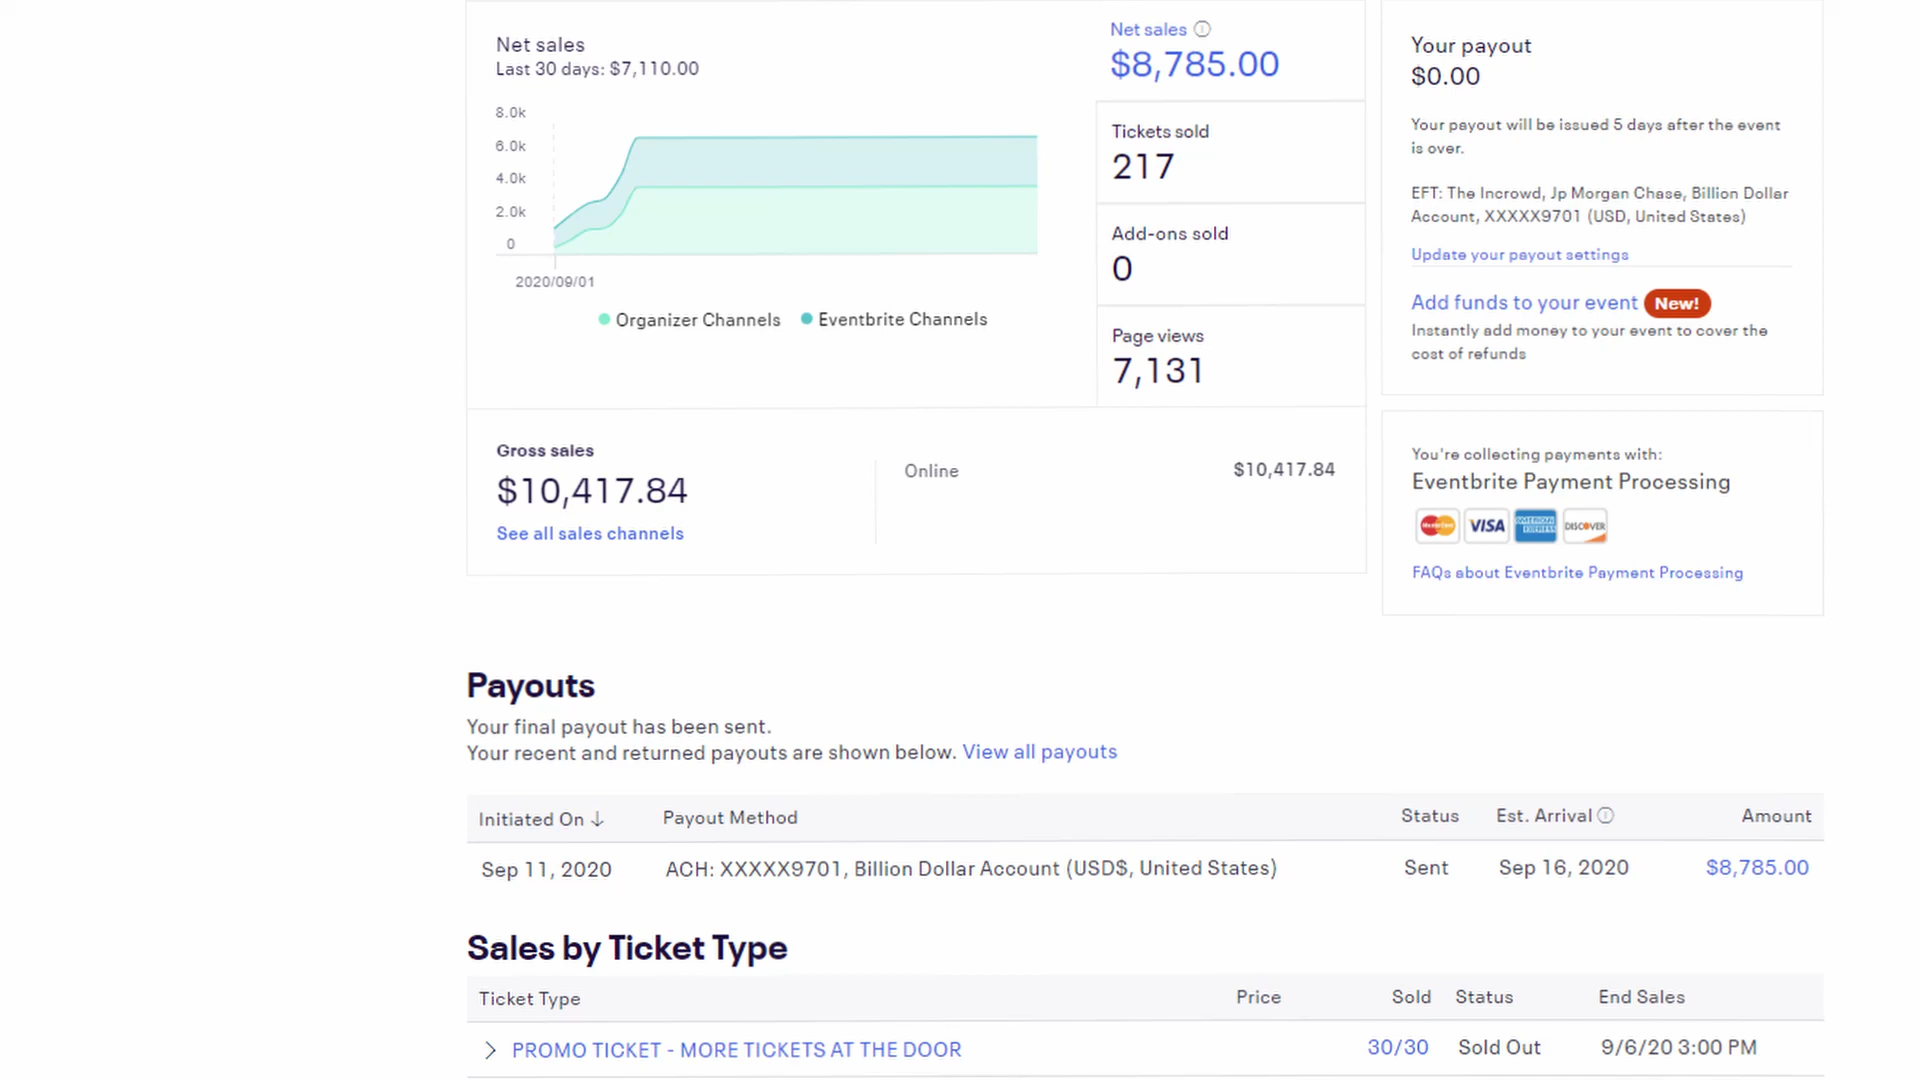 Net sales
Last 30 days: $7,110.00
8.0k
6.0k
4.0k
2.0k
0
2020/09/01
Organizer Channels
Eventbrite Channels
Net sales
$8,785.00
Tickets sold
217
Add-ons sold
0
Page views
7,131
Gross sales
$10,417.84
See all sales channels
Online
$10,417.84
Your payout
$0.00
Your payout will be issued 5 days after the event
is over.
EFT: The Incrowd, Jp Morgan Chase, Billion Dollar
Account, XXXXX9701 (USD, United States)
Update your payout settings
Add funds to your event New!
Instantly add money to your event to cover the
cost of refunds
You're collecting payments with:
Eventbrite Payment Processing
MasterCard VISA AMERICAN EXPRESS DISCOVER
FAQs about Eventbrite Payment Processing
Payouts
Your final payout has been sent.
Your recent and returned payouts are shown below. View all payouts
Initiated On Payout Method Status Est. Arrival Amount
Sep 11, 2020 ACH: XXXXX9701, Billion Dollar Account (USD$, United States) Sent Sep 16, 2020 $8,785.00
Sales by Ticket Type
Ticket Type Price Sold Status End Sales
PROMO TICKET - MORE TICKETS AT THE DOOR 30/30 Sold Out 9/6/20 3:00 PM